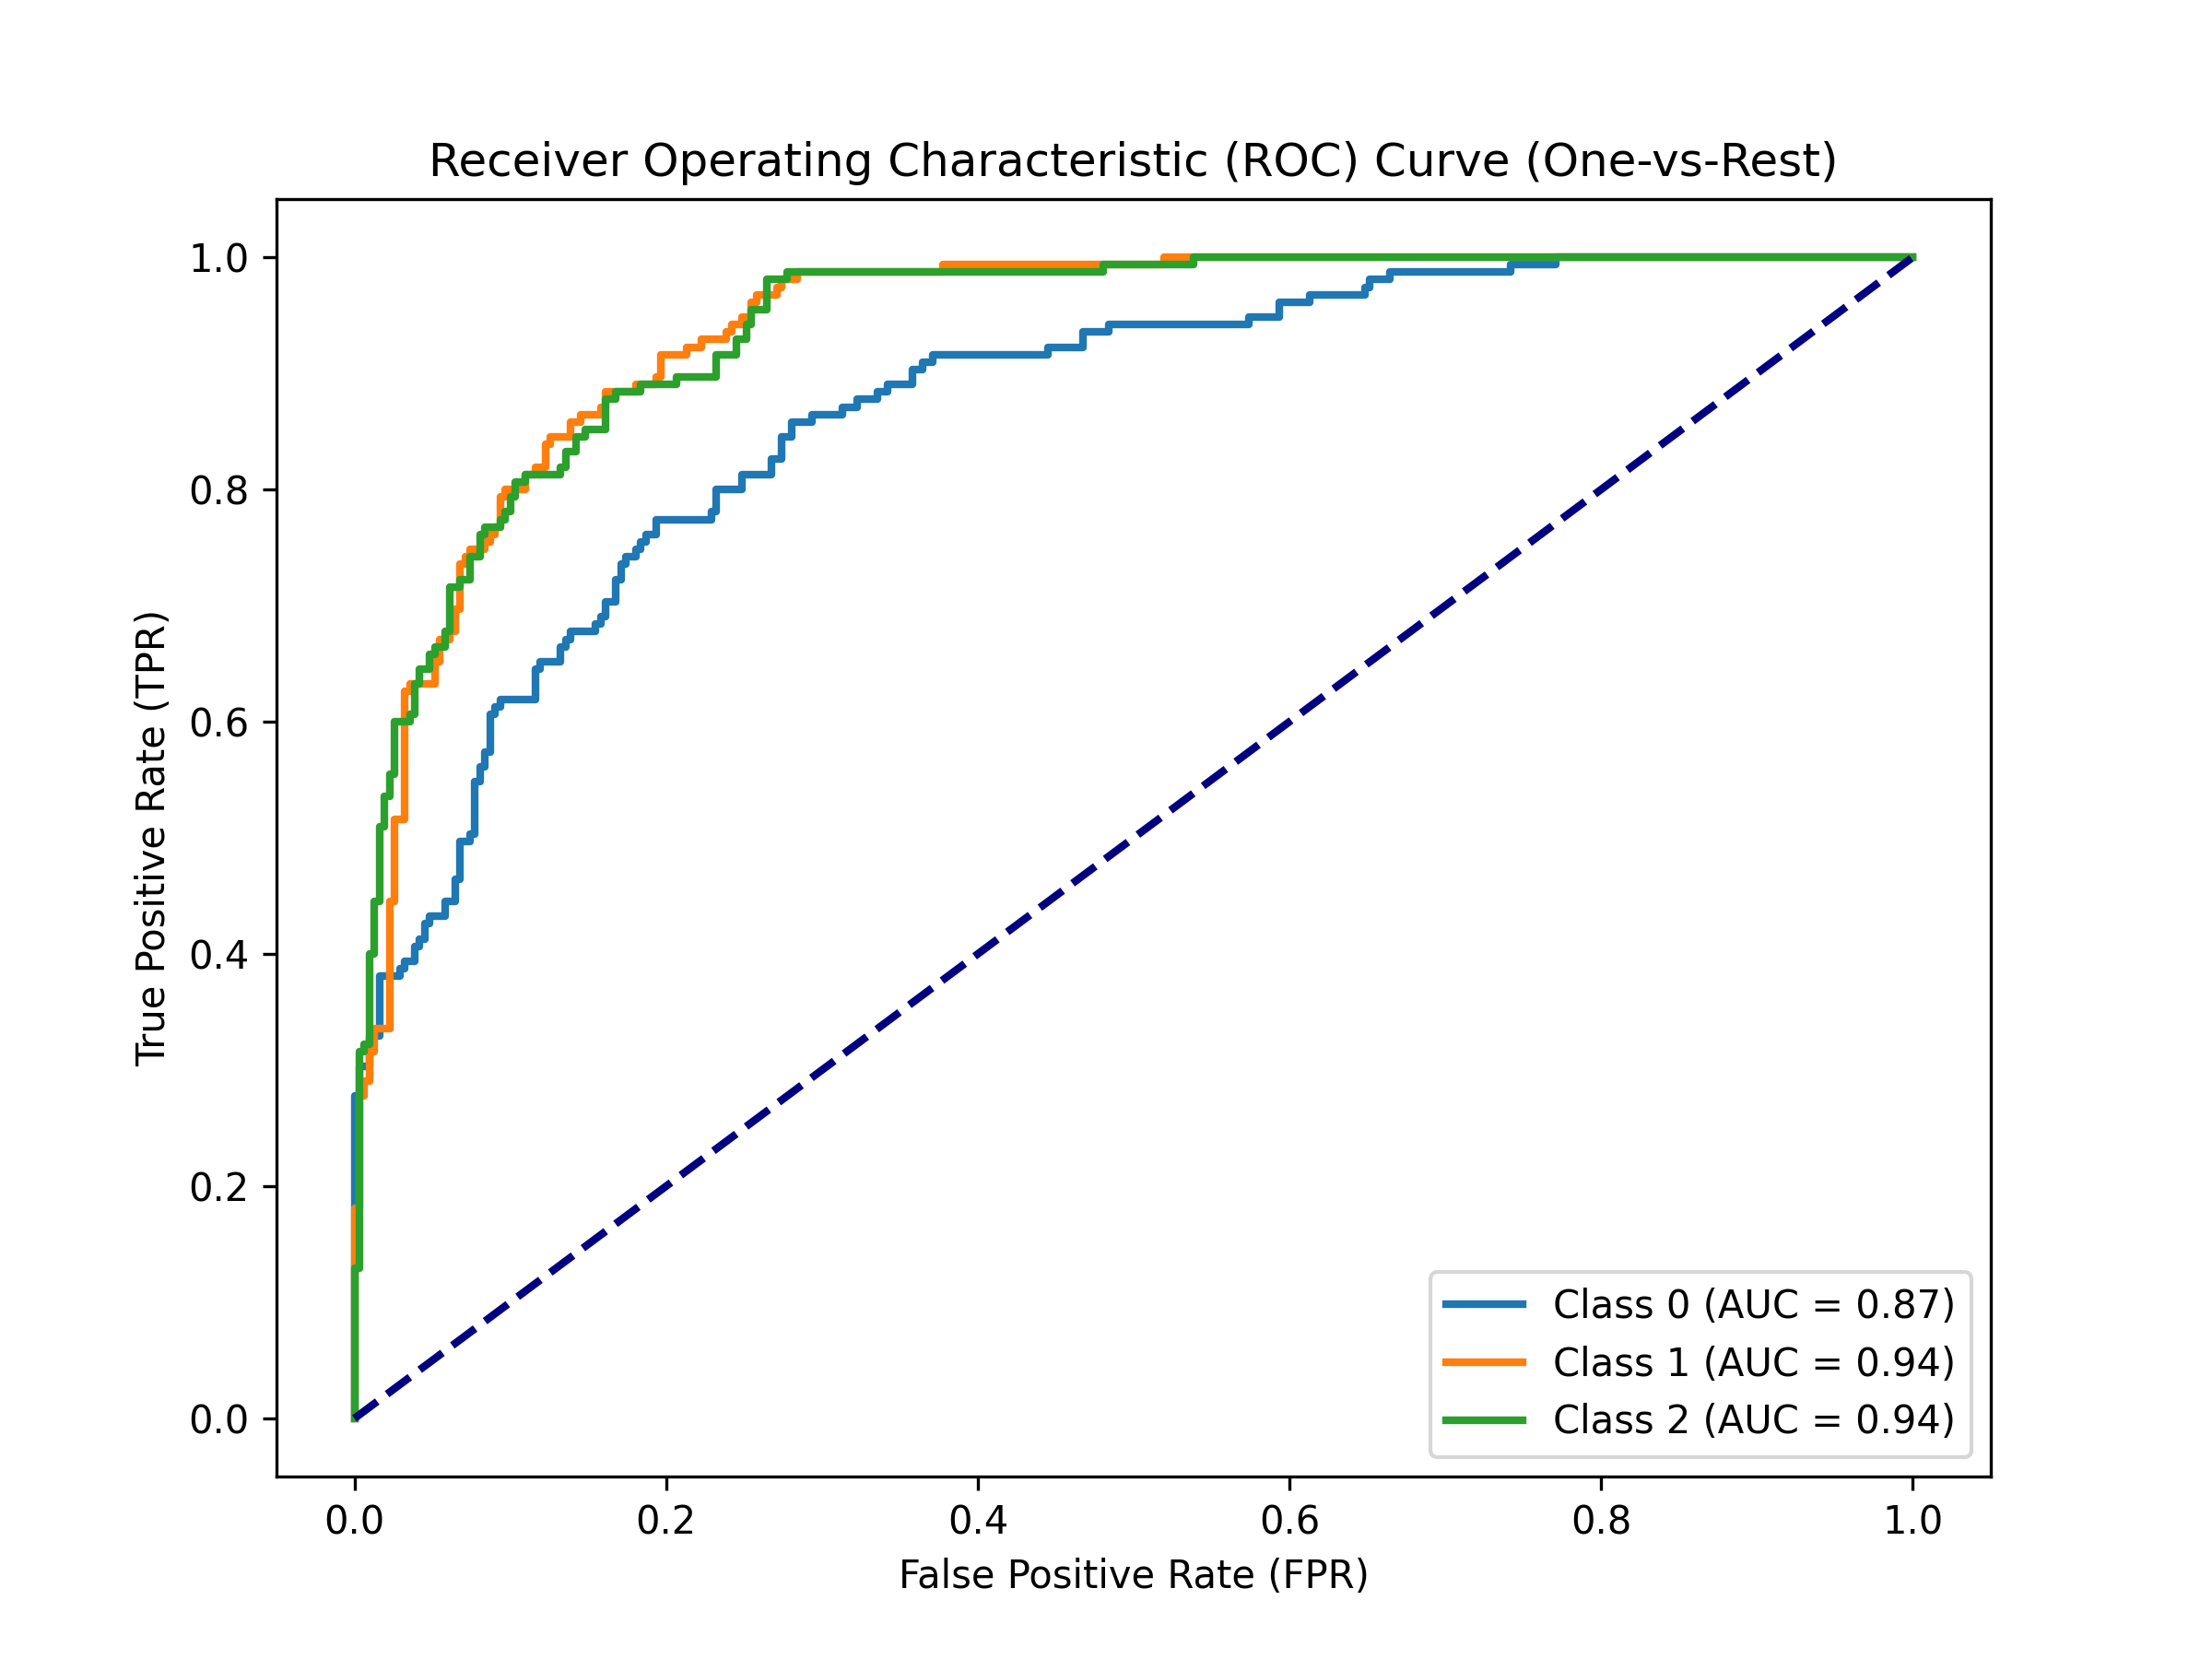 Receiver Operating Characteristic (ROC) Curve (One-vs-Rest)
1.0
0.8
0.6
0.4
0.2
0.0
True Positive Rate (TPR)
Class 0 (AUC = 0.87)
Class 1 (AUC = 0.94)
Class 2 (AUC = 0.94)
0.0 0.2 0.4 0.6 0.8 1.0
False Positive Rate (FPR)